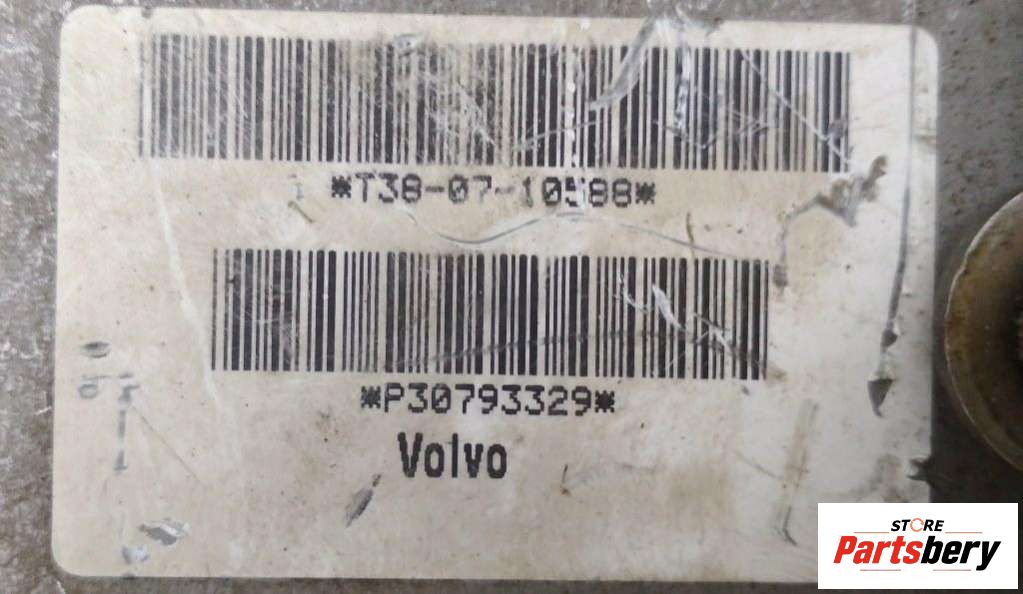 *T38-07-10588*
*P30793329*
Volvo
STORE
Partsbery